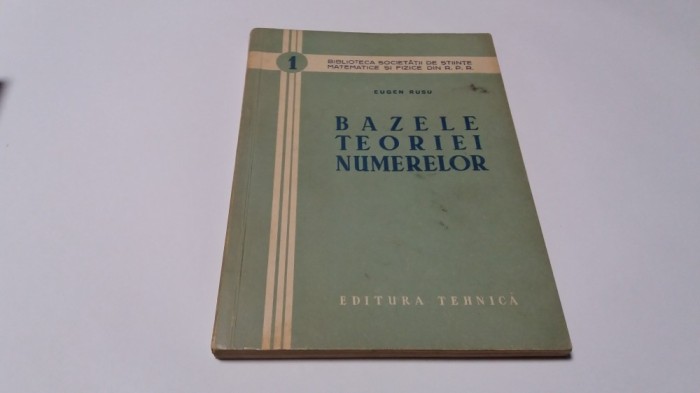 1
BIBLIOTECA SOCIETĂȚII DE ȘTIINȚE
MATEMATICE ȘI FIZICE DIN R. P. R.
EUGEN RUSU
BAZELE
TEORIEI
NUMERELOR
EDITURA TEHNICĂ